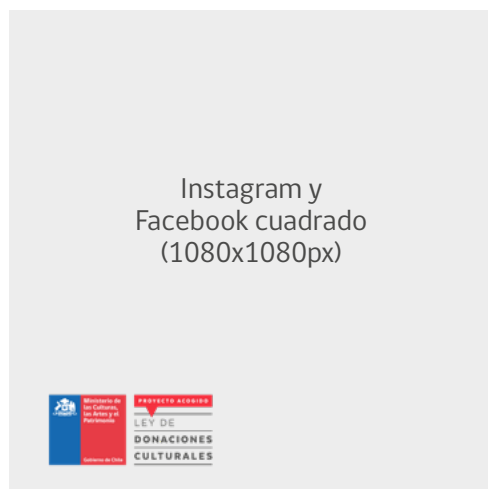 Instagram y
Facebook cuadrado
(1080x1080px)
Ministerio de
las Culturas,
las Artes y el
Patrimonio
Gobierno de Chile
PROYECTO ACOGIDO
LEY DE
DONACIONES
CULTURALES